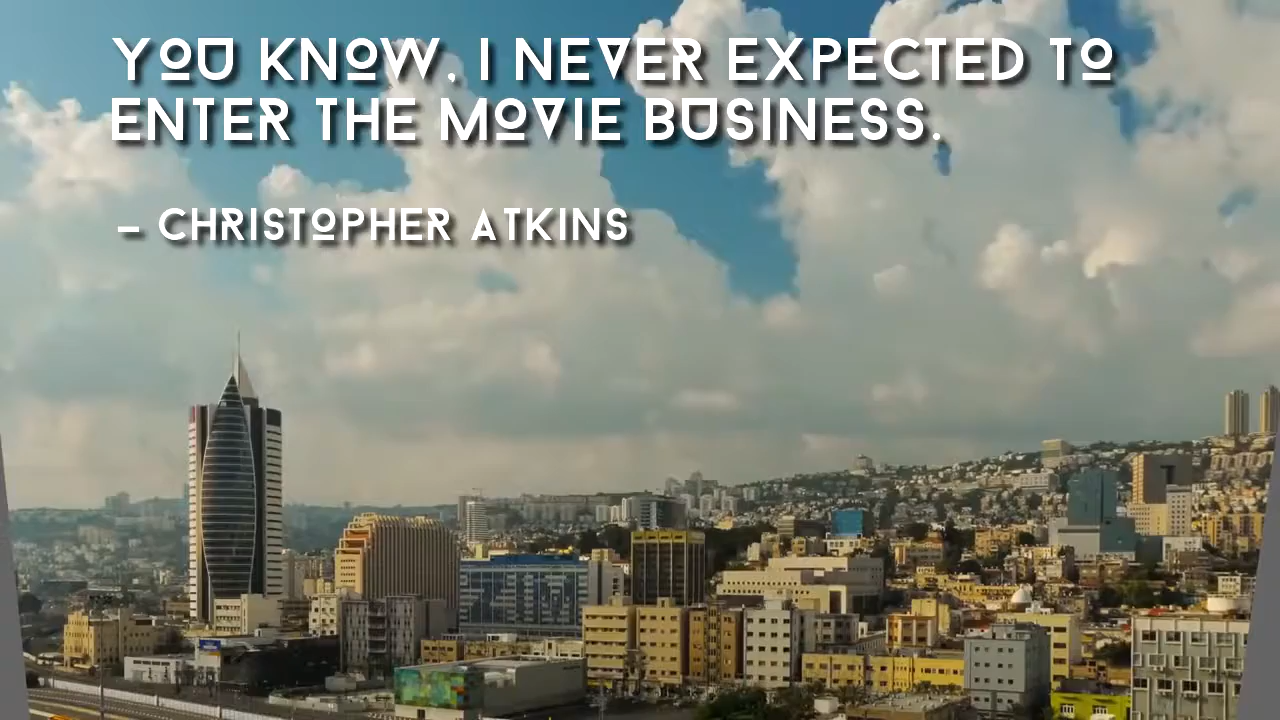 YOU KNOW, I NEVER EXPECTED TO
ENTER THE MOVIE BUSINESS.
– CHRISTOPHER ATKINS